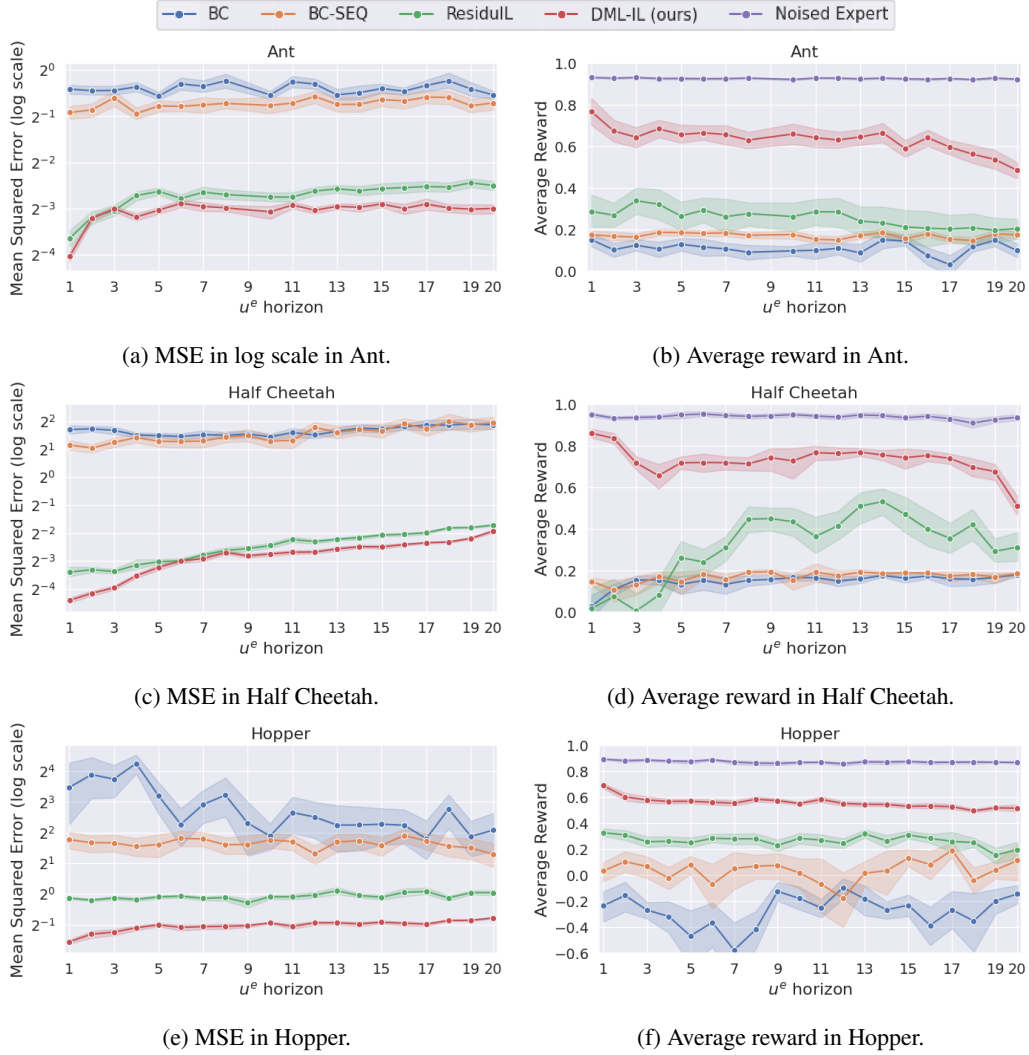 BC BC-SEQ ResiduIL DML-IL (ours) Noised Expert
Ant
Mean Squared Error (log scale)
2^0
2^-1
2^-2
2^-3
2^-4
1 3 5 7 9 11 13 15 17 19 20
u^e horizon
(a) MSE in log scale in Ant.
Ant
Average Reward
1.0
0.8
0.6
0.4
0.2
0.0
1 3 5 7 9 11 13 15 17 19 20
u^e horizon
(b) Average reward in Ant.
Half Cheetah
Mean Squared Error (log scale)
2^2
2^1
2^0
2^-1
2^-2
2^-3
2^-4
1 3 5 7 9 11 13 15 17 19 20
u^e horizon
(c) MSE in Half Cheetah.
Half Cheetah
Average Reward
1.0
0.8
0.6
0.4
0.2
0.0
1 3 5 7 9 11 13 15 17 19 20
u^e horizon
(d) Average reward in Half Cheetah.
Hopper
Mean Squared Error (log scale)
2^4
2^3
2^2
2^1
2^0
2^-1
1 3 5 7 9 11 13 15 17 19 20
u^e horizon
(e) MSE in Hopper.
Hopper
Average Reward
1.0
0.8
0.6
0.4
0.2
0.0
−0.2
−0.4
−0.6
1 3 5 7 9 11 13 15 17 19 20
u^e horizon
(f) Average reward in Hopper.